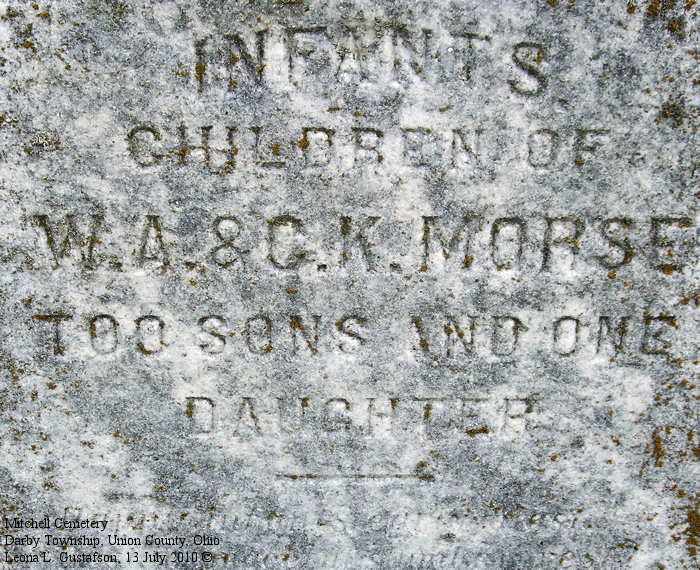 INFANTS
CHILDREN OF
W. A. & C. K. MORSE
TOO SONS AND ONE
DAUGHTER
Mitchell Cemetery
Darby Township, Union County, Ohio
Leona L. Gustafson, 13 July 2010 ©